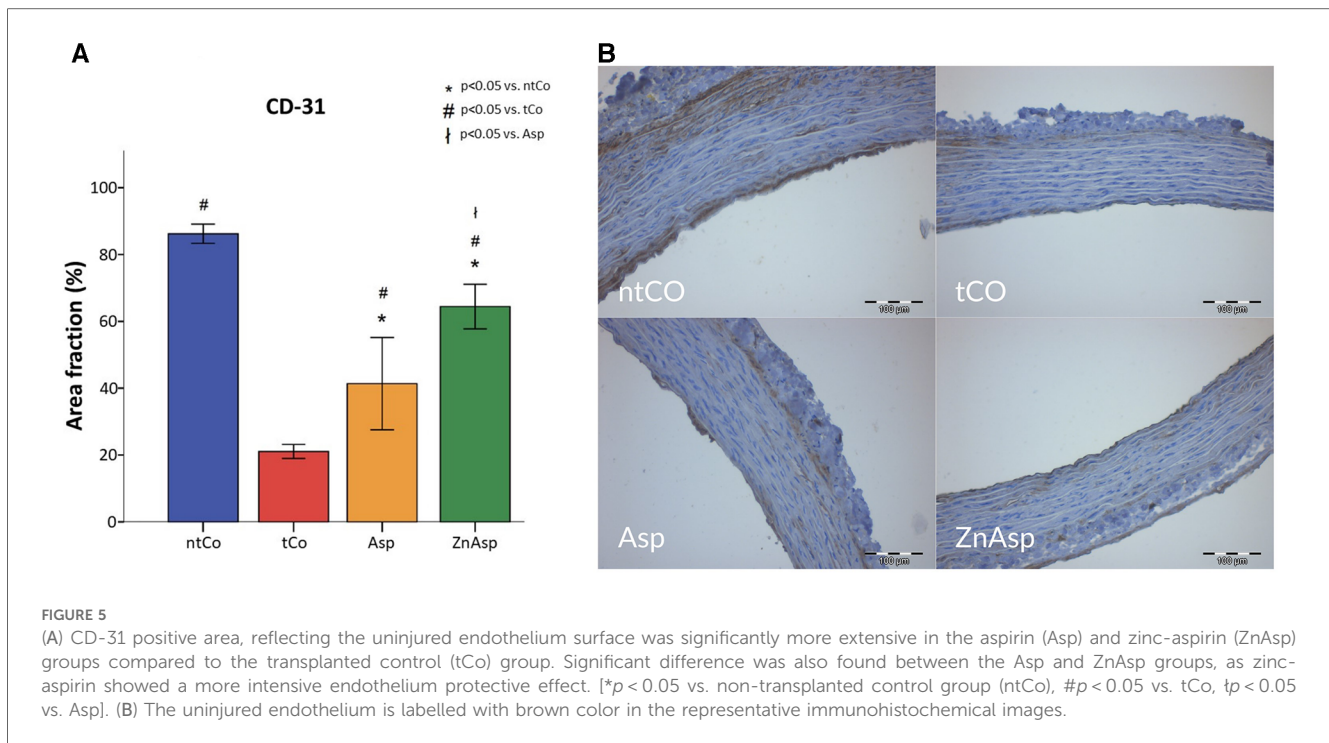 A
B
* p<0.05 vs. ntCo
# p<0.05 vs. tCo
ƚ p<0.05 vs. Asp
CD-31
Area fraction (%)
100
80
60
40
20
0
#
#
*
ƚ
#
*
ntCo
tCo
Asp
ZnAsp
ntCO
100 µm
tCO
100 µm
Asp
100 µm
ZnAsp
100 µm
FIGURE 5
(A) CD-31 positive area, reflecting the uninjured endothelium surface was significantly more extensive in the aspirin (Asp) and zinc-aspirin (ZnAsp)
groups compared to the transplanted control (tCo) group. Significant difference was also found between the Asp and ZnAsp groups, as zinc-
aspirin showed a more intensive endothelium protective effect. [*p < 0.05 vs. non-transplanted control group (ntCo), #p < 0.05 vs. tCo, ƚp < 0.05
vs. Asp]. (B) The uninjured endothelium is labelled with brown color in the representative immunohistochemical images.